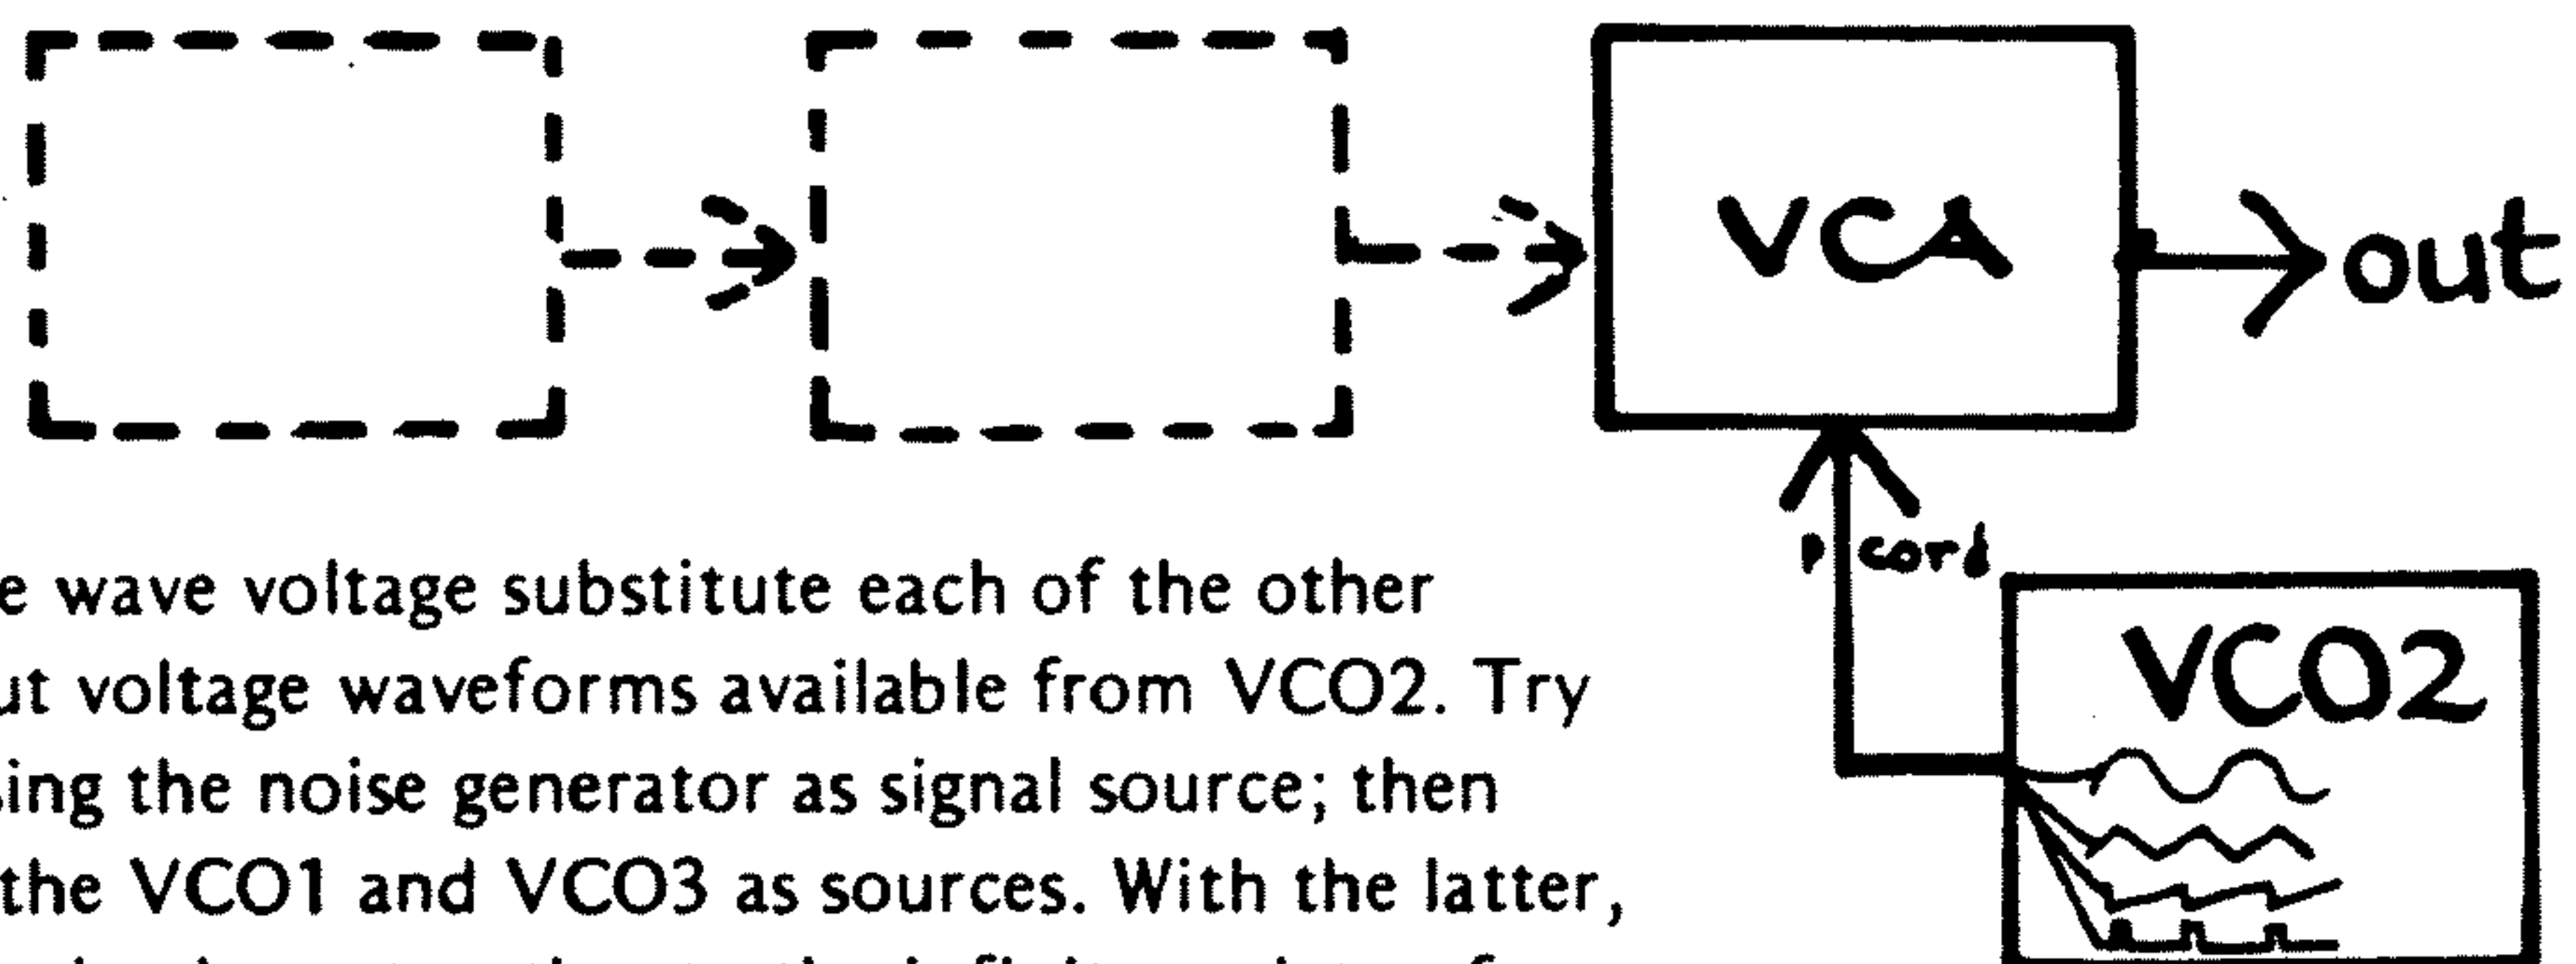 VCA
out
cord
VCO2
e wave voltage substitute each of the other
ut voltage waveforms available from VCO2. Try
sing the noise generator as signal source; then
the VCO1 and VCO3 as sources. With the latter,